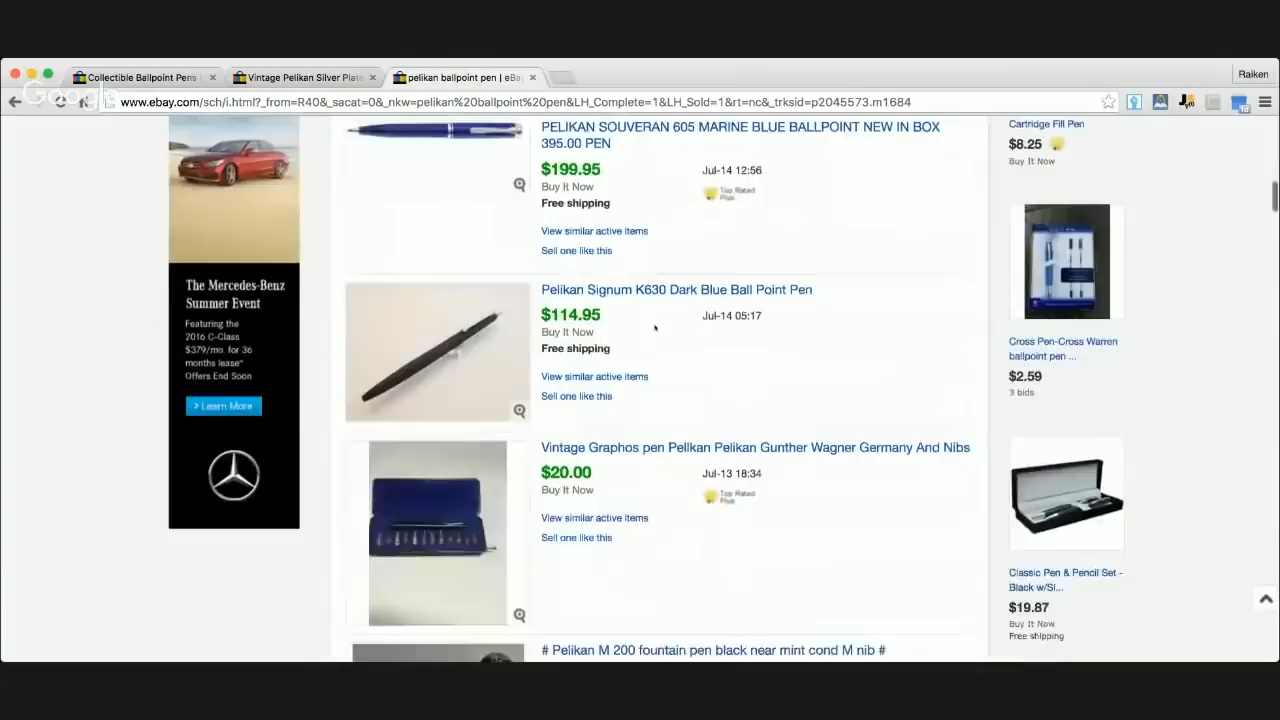 Collectible Ballpoint Pens
Vintage Pelikan Silver Plate
pelikan ballpoint pen | eBa
Raiken
Google
www.ebay.com/sch/i.html?_from=R40&_sacat=0&_nkw=pelikan%20ballpoint%20pen&LH_Complete=1&LH_Sold=1&rt=nc&_trksid=p2045573.m1684
The Mercedes-Benz
Summer Event
Featuring the
2016 C-Class
$379/mo. for 36
months lease*
Offers End Soon
> Learn More
PELIKAN SOUVERAN 605 MARINE BLUE BALLPOINT NEW IN BOX
395.00 PEN
$199.95
Jul-14 12:56
Buy It Now
Top Rated
Plus
Free shipping
View similar active items
Sell one like this
Pelikan Signum K630 Dark Blue Ball Point Pen
$114.95
Jul-14 05:17
Buy It Now
Free shipping
View similar active items
Sell one like this
Vintage Graphos pen Pelikan Pelikan Gunther Wagner Germany And Nibs
$20.00
Jul-13 18:34
Buy It Now
Top Rated
Plus
View similar active items
Sell one like this
# Pelikan M 200 fountain pen black near mint cond M nib #
Cartridge Fill Pen
$8.25
Buy It Now
Cross Pen-Cross Warren
ballpoint pen ...
$2.59
3 bids
Classic Pen & Pencil Set -
Black w/Si...
$19.87
Buy It Now
Free shipping